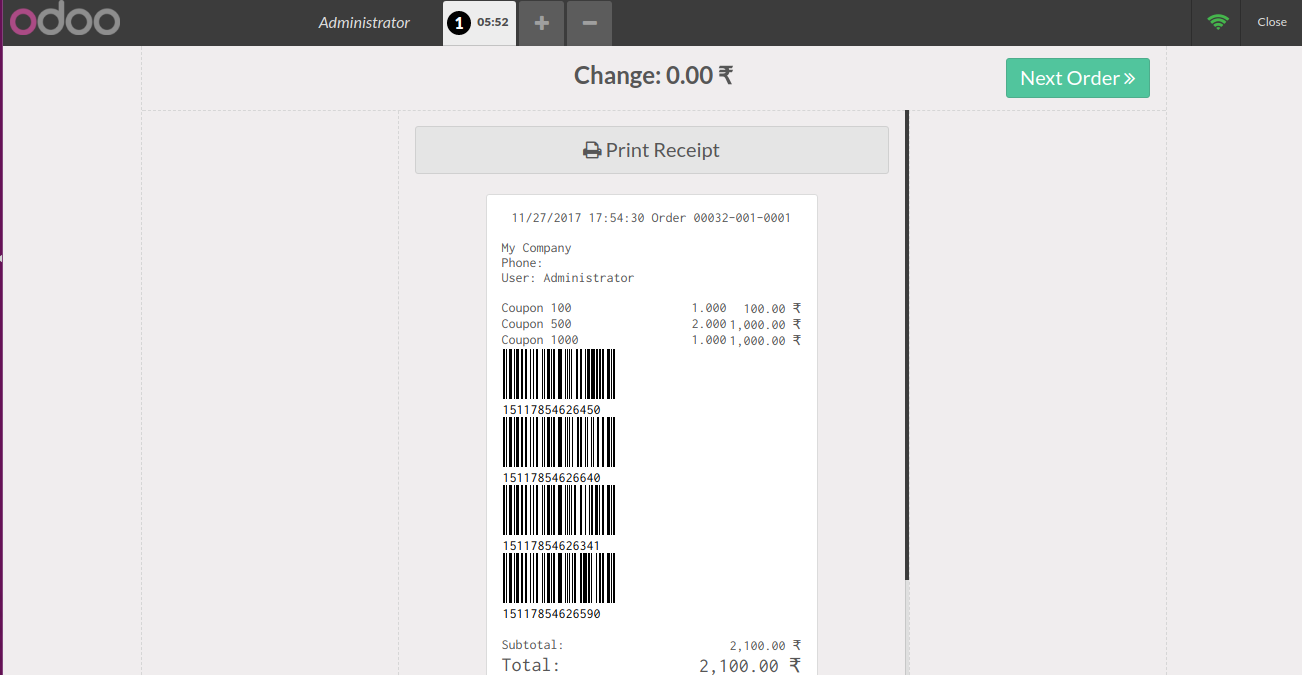 odoo Administrator 1 05:52 Close
Change: 0.00 ₹
Next Order
Print Receipt
11/27/2017 17:54:30 Order 00032-001-0001
My Company
Phone:
User: Administrator
Coupon 100 1.000 100.00 ₹
Coupon 500 2.000 1,000.00 ₹
Coupon 1000 1.000 1,000.00 ₹
15117854626450
15117854626640
15117854626341
15117854626590
Subtotal: 2,100.00 ₹
Total: 2,100.00 ₹